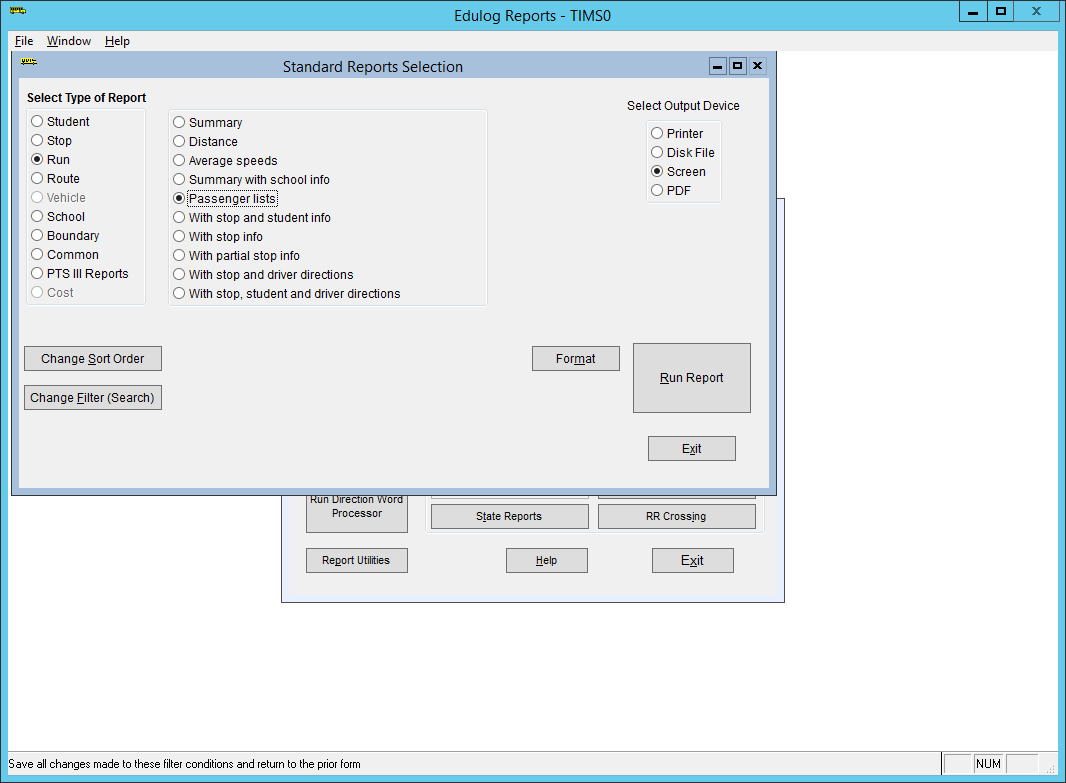 Edulog Reports - TIMS0
File Window Help
Standard Reports Selection
Select Type of Report
Student
Stop
Run
Route
Vehicle
School
Boundary
Common
PTS III Reports
Cost
Summary
Distance
Average speeds
Summary with school info
Passenger lists
With stop and student info
With stop info
With partial stop info
With stop and driver directions
With stop, student and driver directions
Select Output Device
Printer
Disk File
Screen
PDF
Change Sort Order
Change Filter (Search)
Format
Run Report
Exit
Run Direction Word
Processor
State Reports
RR Crossing
Report Utilities
Help
Exit
Save all changes made to these filter conditions and return to the prior form
NUM